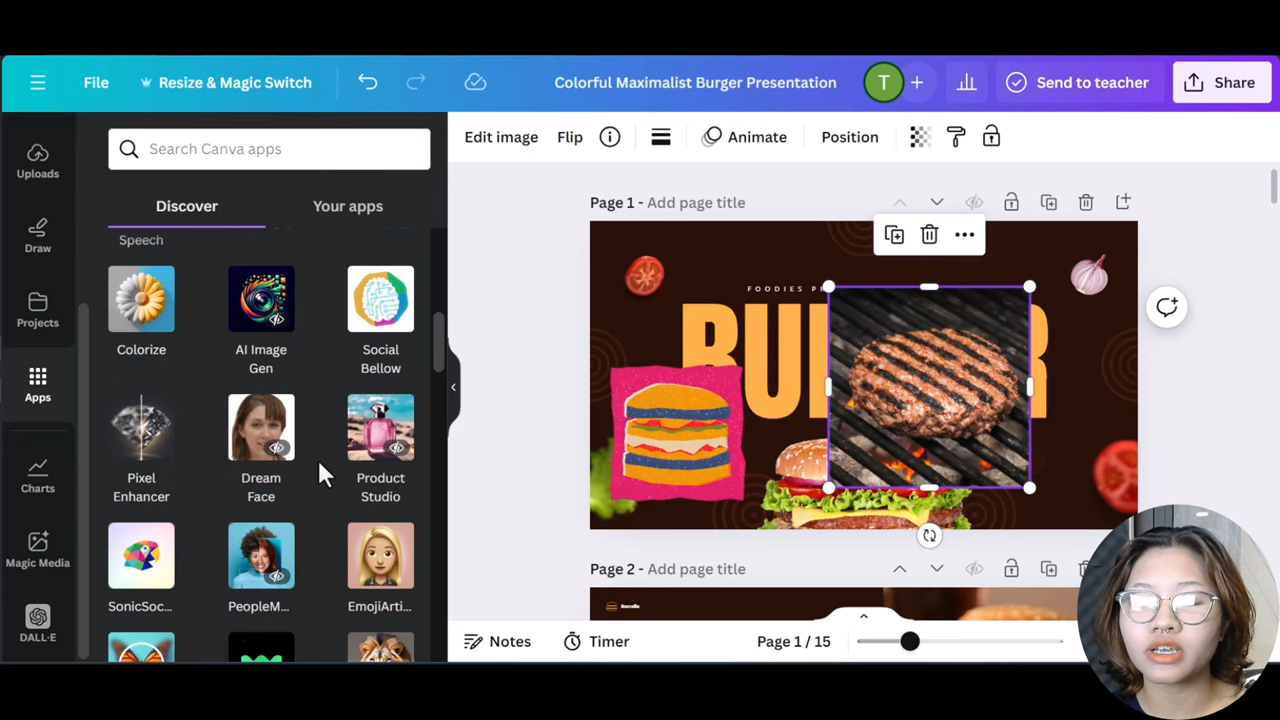 File
Resize & Magic Switch
Colorful Maximalist Burger Presentation
T
Send to teacher
Share
Uploads
Draw
Projects
Apps
Charts
Magic Media
DALL·E
Search Canva apps
Discover
Your apps
Speech
Colorize
AI Image
Gen
Social
Bellow
Pixel
Enhancer
Dream
Face
Product
Studio
SonicSoc...
PeopleM...
EmojiArti...
Edit image
Flip
Animate
Position
Page 1 - Add page title
FOODIES
BU
R
Page 2 - Add page title
Borcelle
Notes
Timer
Page 1 / 15